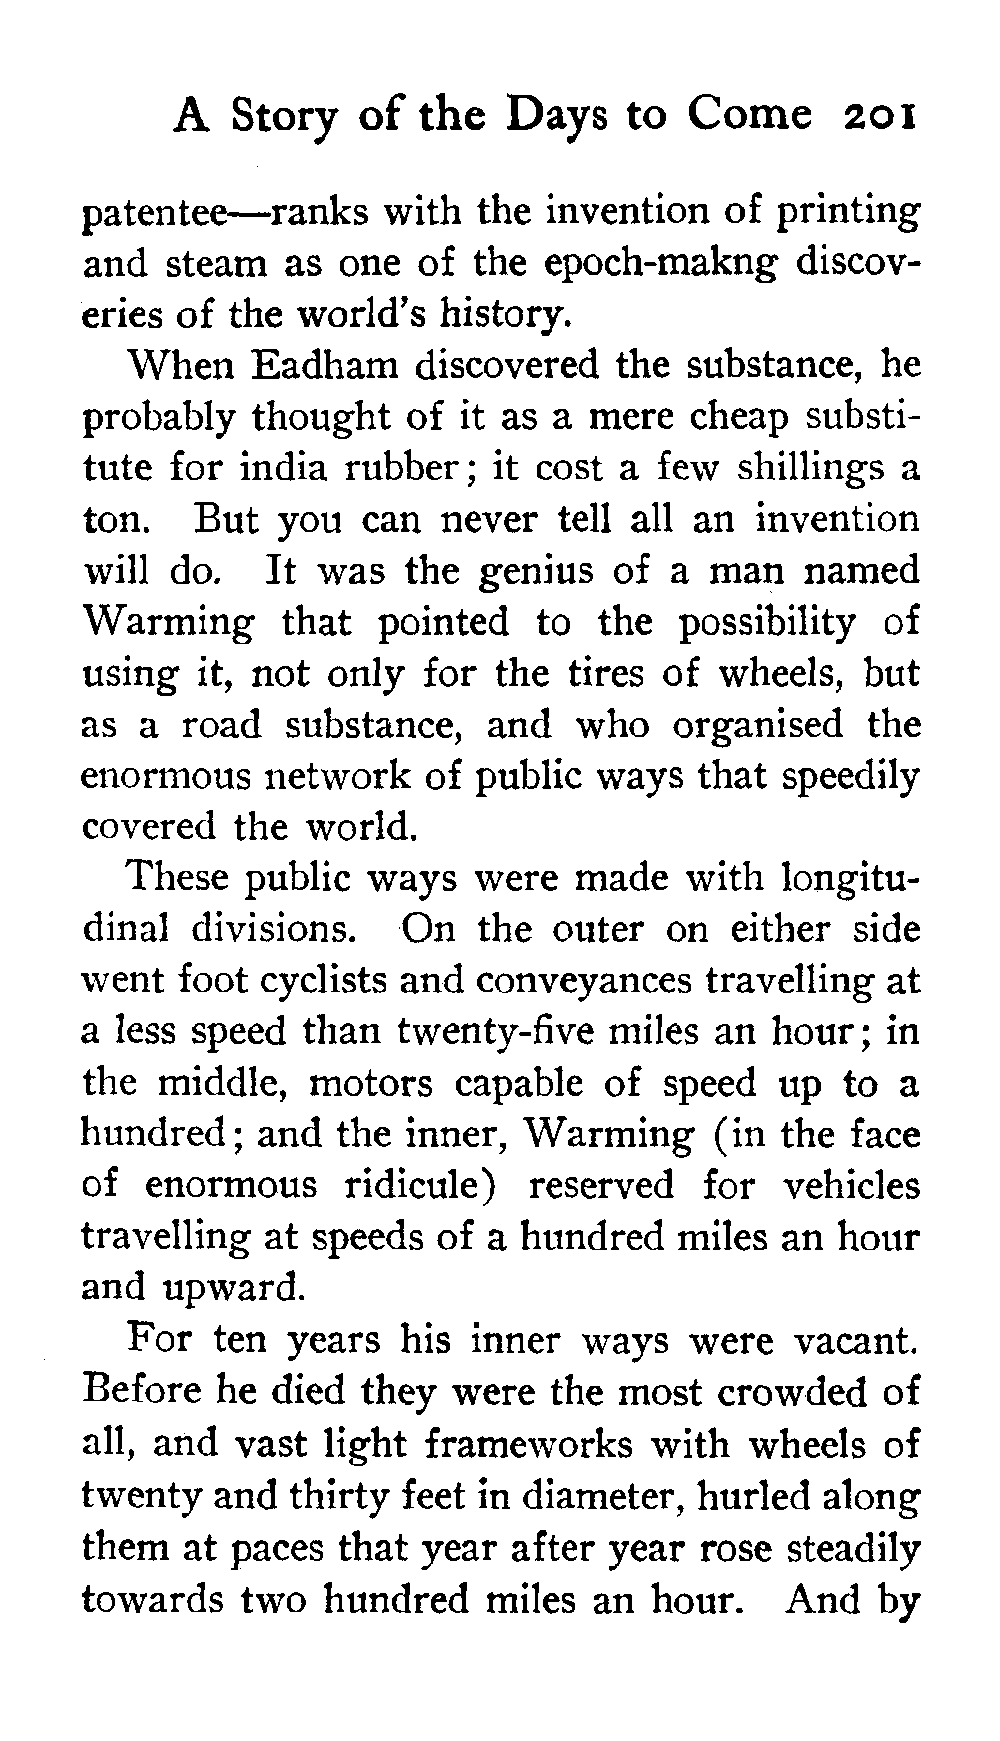 A Story of the Days to Come 201
patentee—ranks with the invention of printing
and steam as one of the epoch-makng discov-
eries of the world's history.
When Eadham discovered the substance, he
probably thought of it as a mere cheap substi-
tute for india rubber; it cost a few shillings a
ton. But you can never tell all an invention
will do. It was the genius of a man named
Warming that pointed to the possibility of
using it, not only for the tires of wheels, but
as a road substance, and who organised the
enormous network of public ways that speedily
covered the world.
These public ways were made with longitu-
dinal divisions. On the outer on either side
went foot cyclists and conveyances travelling at
a less speed than twenty-five miles an hour; in
the middle, motors capable of speed up to a
hundred; and the inner, Warming (in the face
of enormous ridicule) reserved for vehicles
travelling at speeds of a hundred miles an hour
and upward.
For ten years his inner ways were vacant.
Before he died they were the most crowded of
all, and vast light frameworks with wheels of
twenty and thirty feet in diameter, hurled along
them at paces that year after year rose steadily
towards two hundred miles an hour. And by